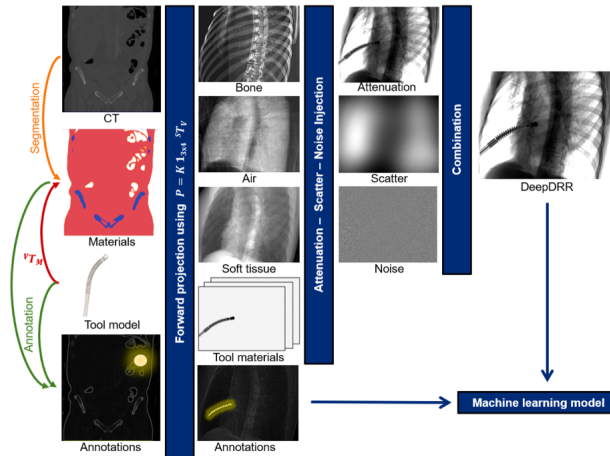 CT
Segmentation
Materials
ⱽT_M
Tool model
Annotation
Annotations
Forward projection using P = K 1₃ₓ₄ ˢT_V
Bone
Air
Soft tissue
Tool materials
Annotations
Attenuation – Scatter – Noise Injection
Attenuation
Scatter
Noise
Combination
DeepDRR
Machine learning model